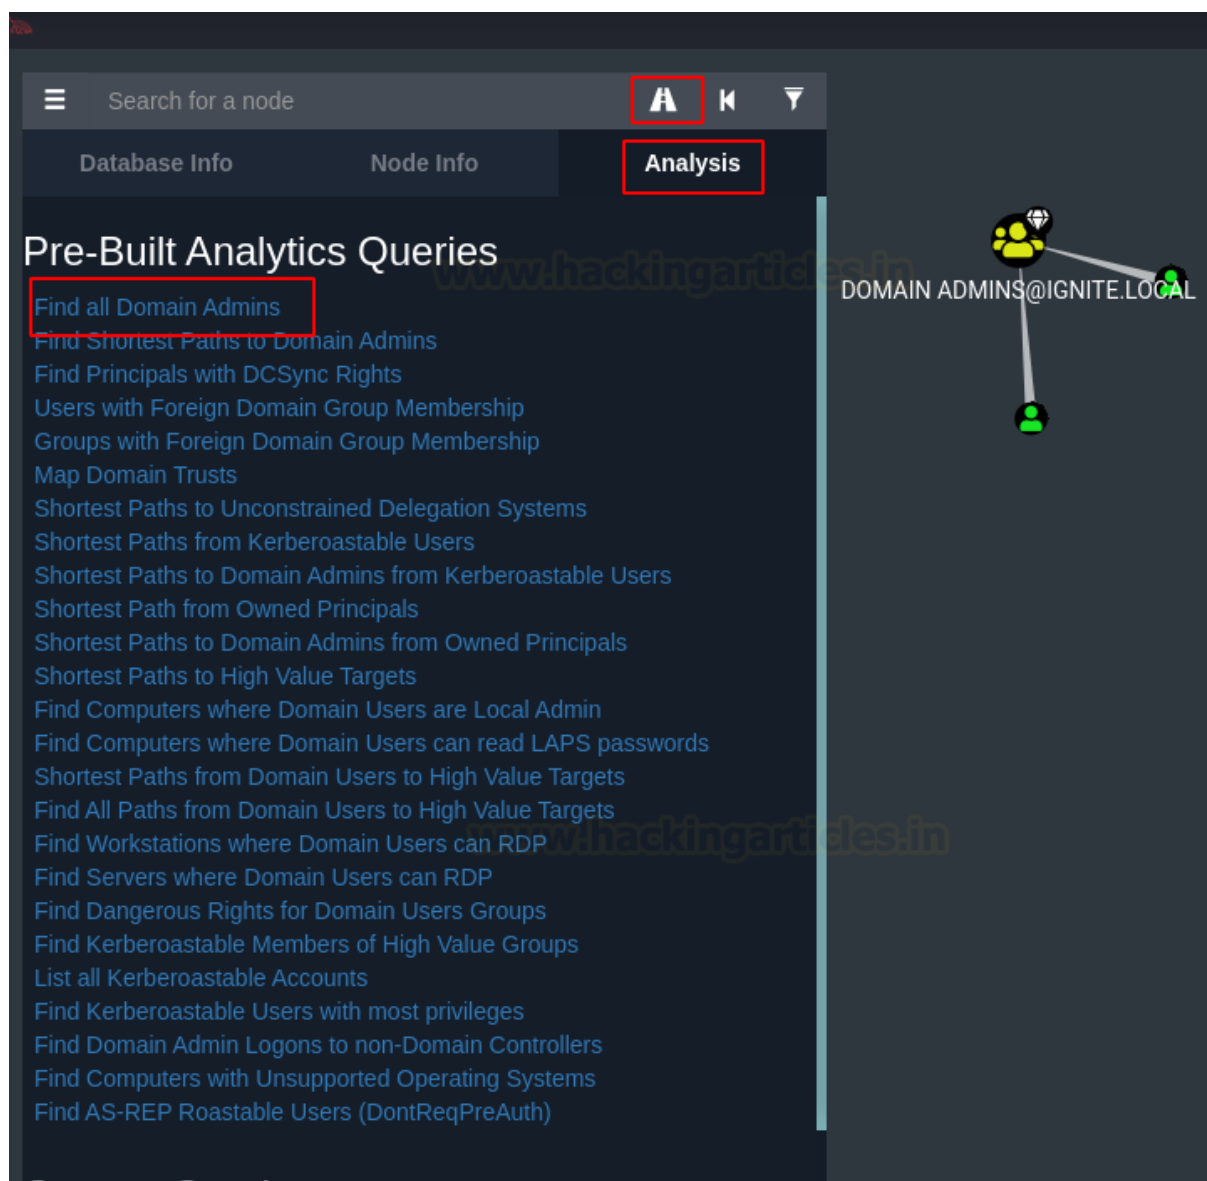 Search for a node
Database Info Node Info Analysis
Pre-Built Analytics Queries
www.hackingarticles.in
Find all Domain Admins
DOMAIN ADMINS@IGNITE.LOCAL
Find Shortest Paths to Domain Admins
Find Principals with DCSync Rights
Users with Foreign Domain Group Membership
Groups with Foreign Domain Group Membership
Map Domain Trusts
Shortest Paths to Unconstrained Delegation Systems
Shortest Paths from Kerberoastable Users
Shortest Paths to Domain Admins from Kerberoastable Users
Shortest Path from Owned Principals
Shortest Paths to Domain Admins from Owned Principals
Shortest Paths to High Value Targets
Find Computers where Domain Users are Local Admin
Find Computers where Domain Users can read LAPS passwords
Shortest Paths from Domain Users to High Value Targets
Find All Paths from Domain Users to High Value Targets
Find Workstations where Domain Users can RDP
www.hackingarticles.in
Find Servers where Domain Users can RDP
Find Dangerous Rights for Domain Users Groups
Find Kerberoastable Members of High Value Groups
List all Kerberoastable Accounts
Find Kerberoastable Users with most privileges
Find Domain Admin Logons to non-Domain Controllers
Find Computers with Unsupported Operating Systems
Find AS-REP Roastable Users (DontReqPreAuth)